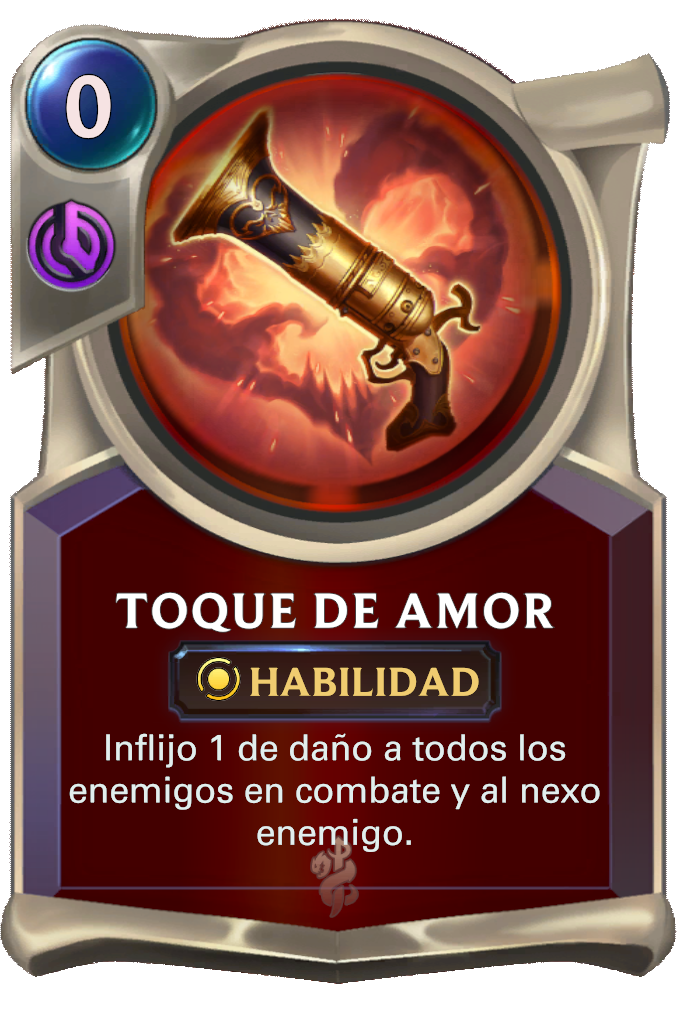 0
TOQUE DE AMOR
HABILIDAD
Inflijo 1 de daño a todos los
enemigos en combate y al nexo
enemigo.